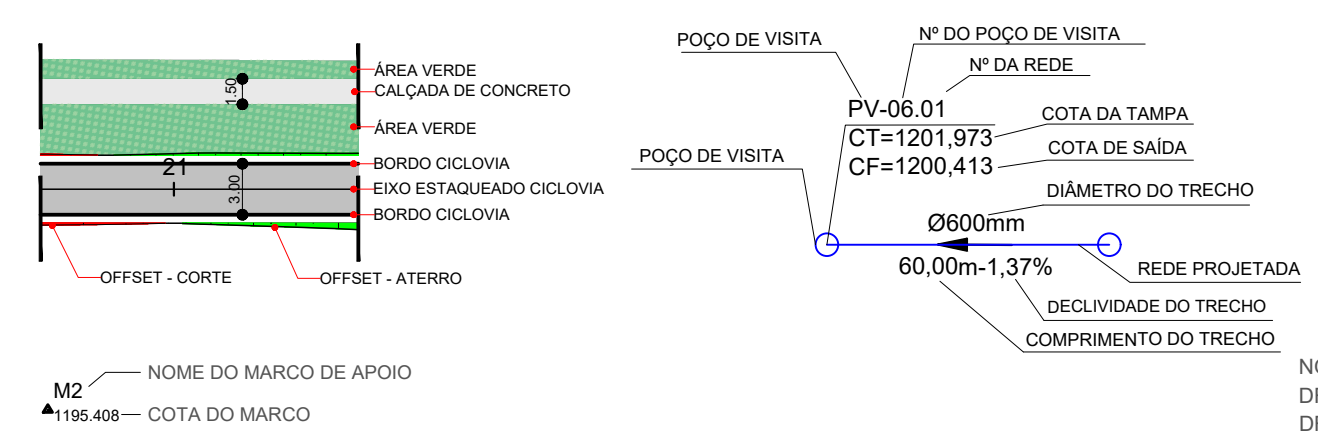 ÁREA VERDE
1.50
CALÇADA DE CONCRETO
ÁREA VERDE
21
BORDO CICLOVIA
3.00
EIXO ESTAQUEADO CICLOVIA
BORDO CICLOVIA
OFFSET - CORTE
OFFSET - ATERRO
M2
NOME DO MARCO DE APOIO
1195.408
COTA DO MARCO
POÇO DE VISITA
Nº DO POÇO DE VISITA
Nº DA REDE
PV-06.01
CT=1201,973
COTA DA TAMPA
CF=1200,413
COTA DE SAÍDA
POÇO DE VISITA
DIÂMETRO DO TRECHO
Ø600mm
60,00m-1,37%
REDE PROJETADA
DECLIVIDADE DO TRECHO
COMPRIMENTO DO TRECHO